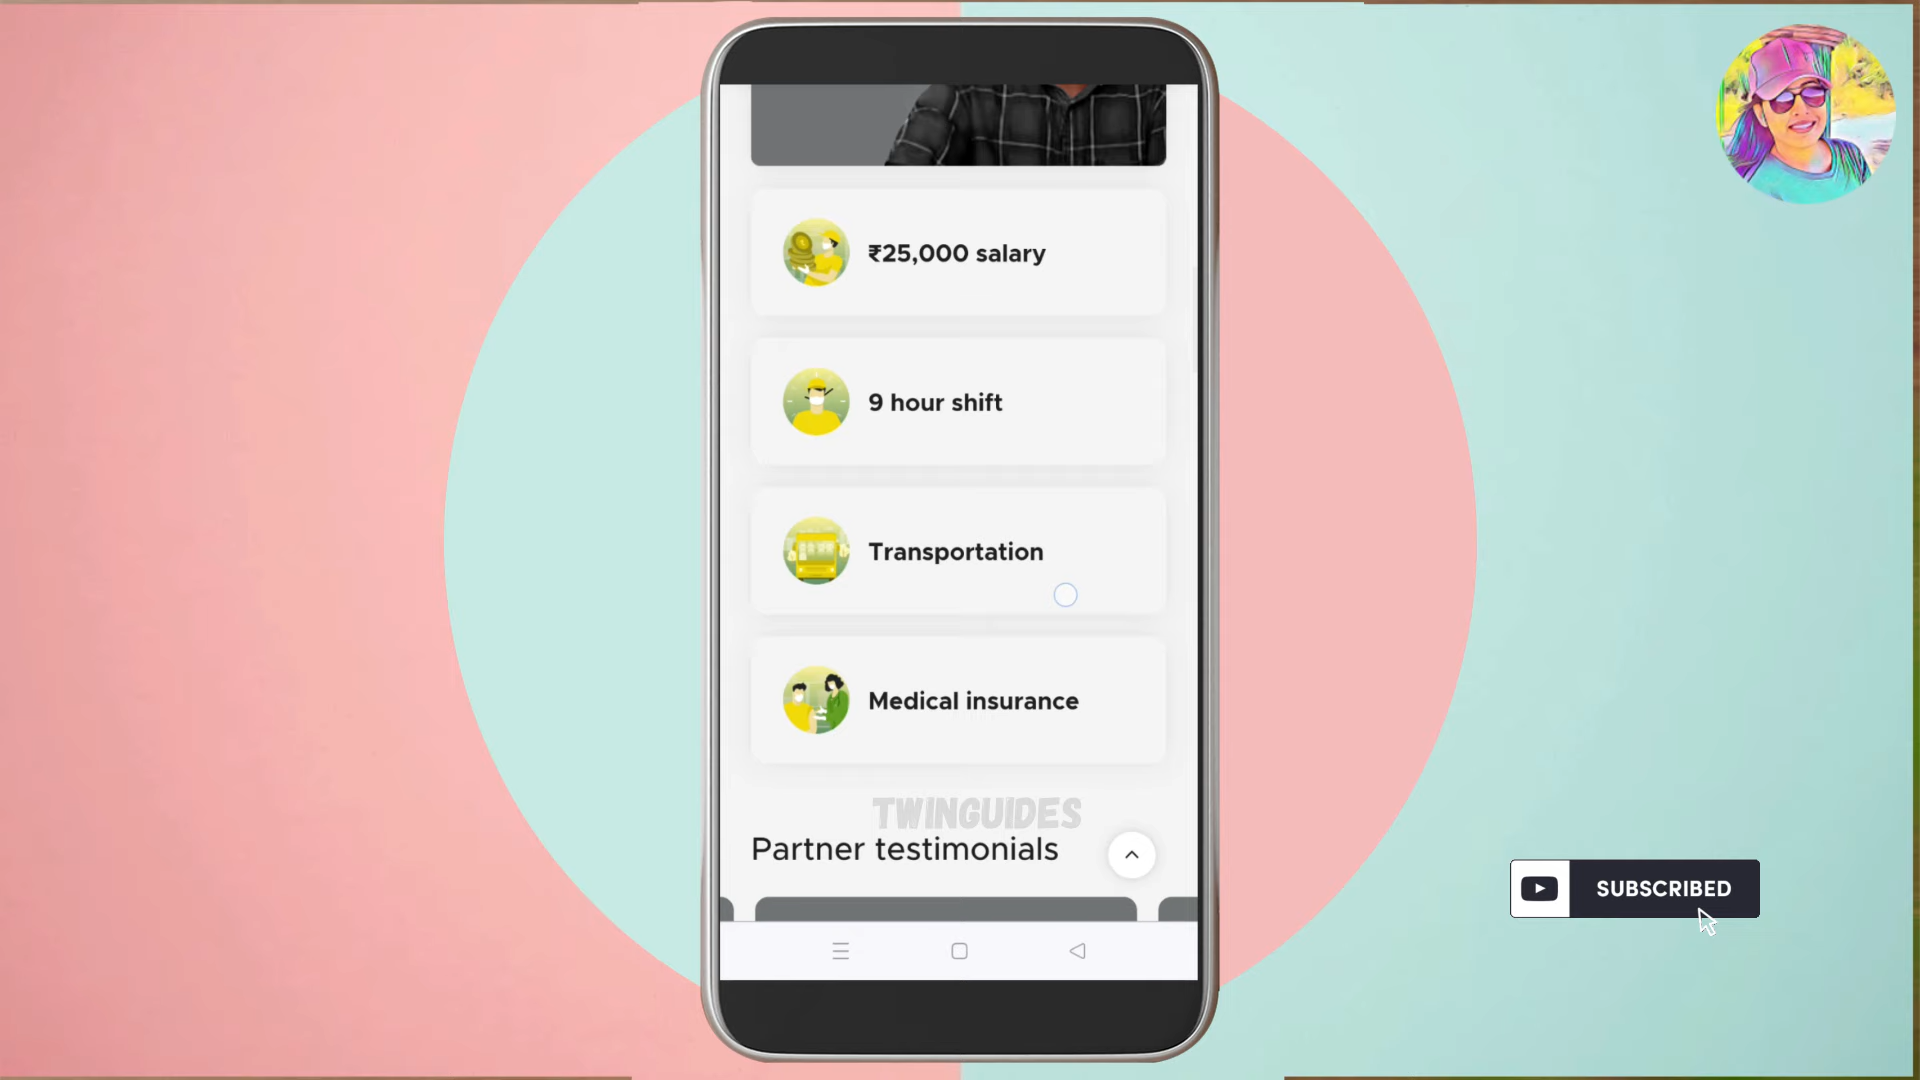 ₹25,000 salary
9 hour shift
Transportation
Medical insurance
TWINGUIDES
Partner testimonials
SUBSCRIBED